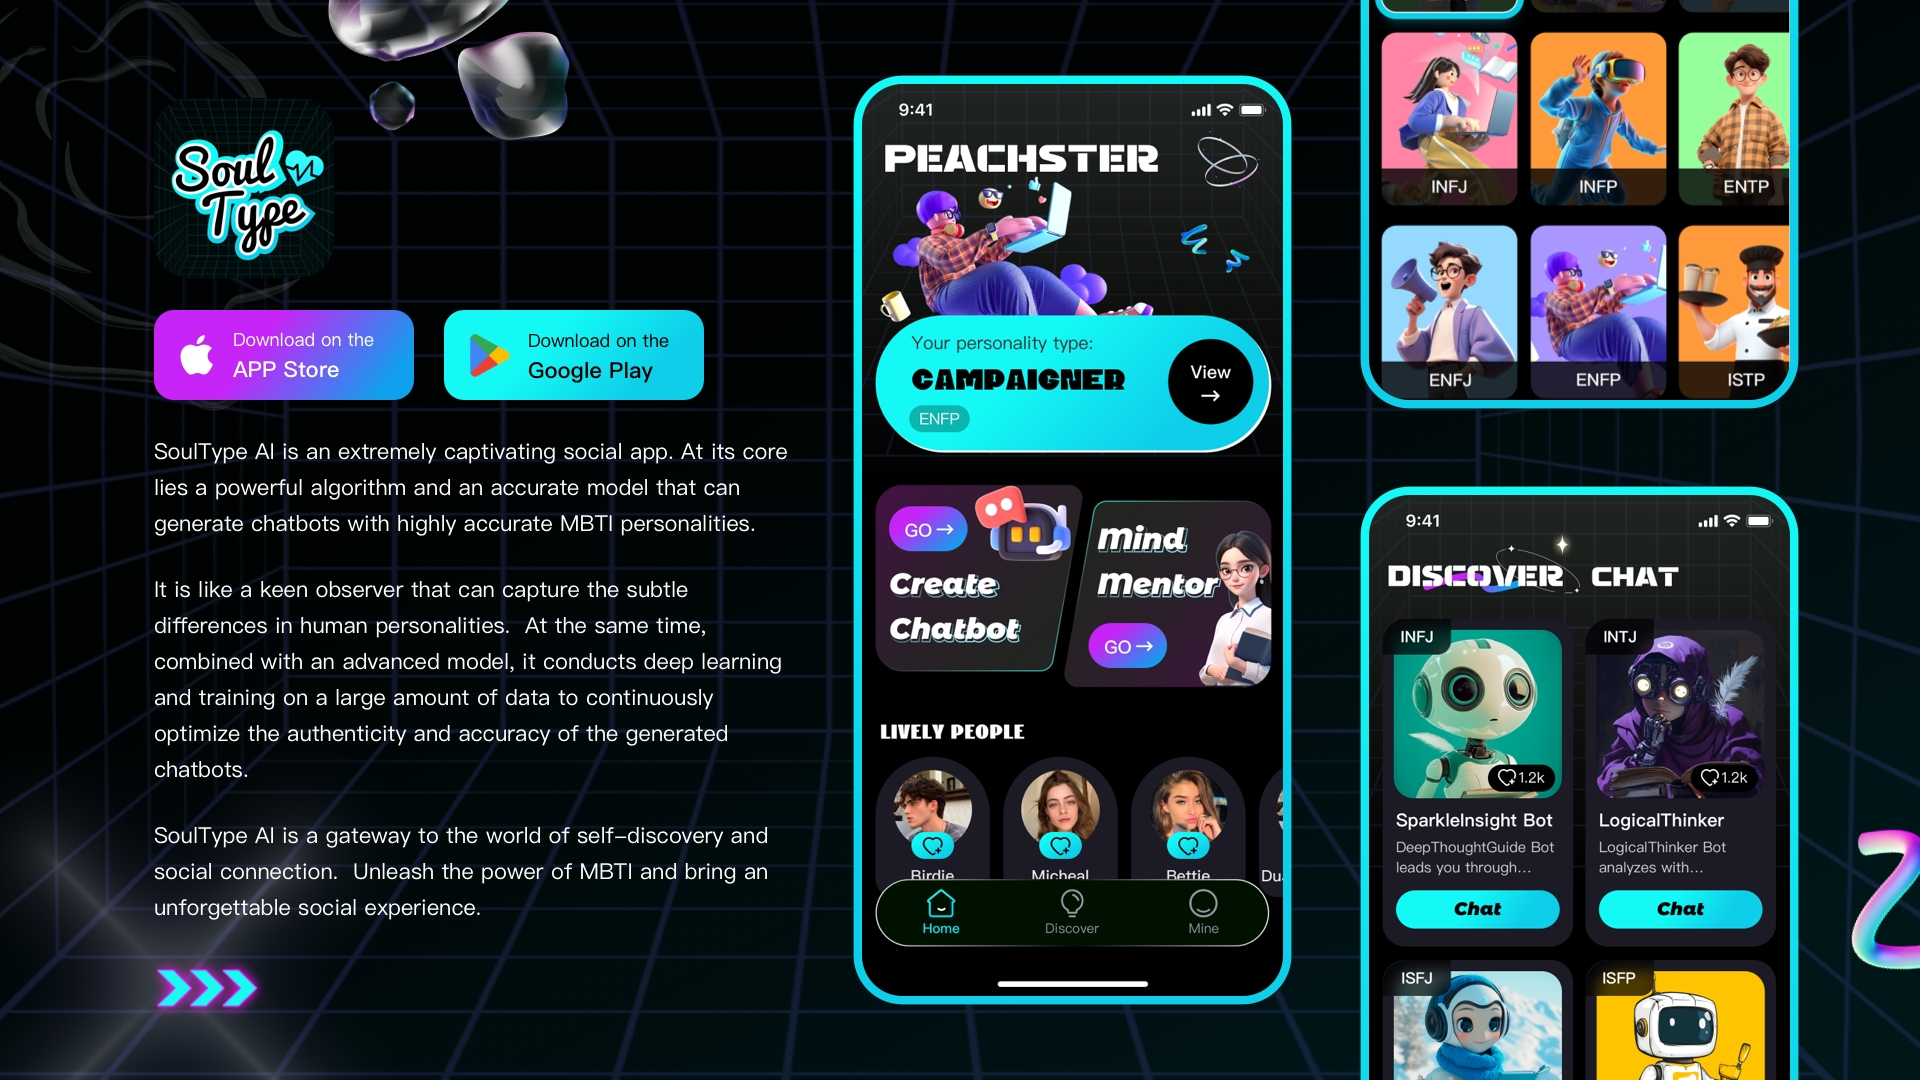 Soul
Type
Download on the
APP Store
Download on the
Google Play
SoulType AI is an extremely captivating social app. At its core
lies a powerful algorithm and an accurate model that can
generate chatbots with highly accurate MBTI personalities.
It is like a keen observer that can capture the subtle
differences in human personalities.  At the same time,
combined with an advanced model, it conducts deep learning
and training on a large amount of data to continuously
optimize the authenticity and accuracy of the generated
chatbots.
SoulType AI is a gateway to the world of self-discovery and
social connection.  Unleash the power of MBTI and bring an
unforgettable social experience.
9:41
PEACHSTER
Your personality type:
CAMPAIGNER
ENFP
View
GO
Create
Chatbot
Mind
Mentor
GO
LIVELY PEOPLE
Birdie
Micheal
Bettie
Home
Discover
Mine
INFJ
INFP
ENTP
ENFJ
ENFP
ISTP
9:41
DISCOVER CHAT
INFJ
1.2k
SparkleInsight Bot
DeepThoughtGuide Bot
leads you through...
Chat
INTJ
1.2k
LogicalThinker
LogicalThinker Bot
analyzes with...
Chat
ISFJ
ISFP